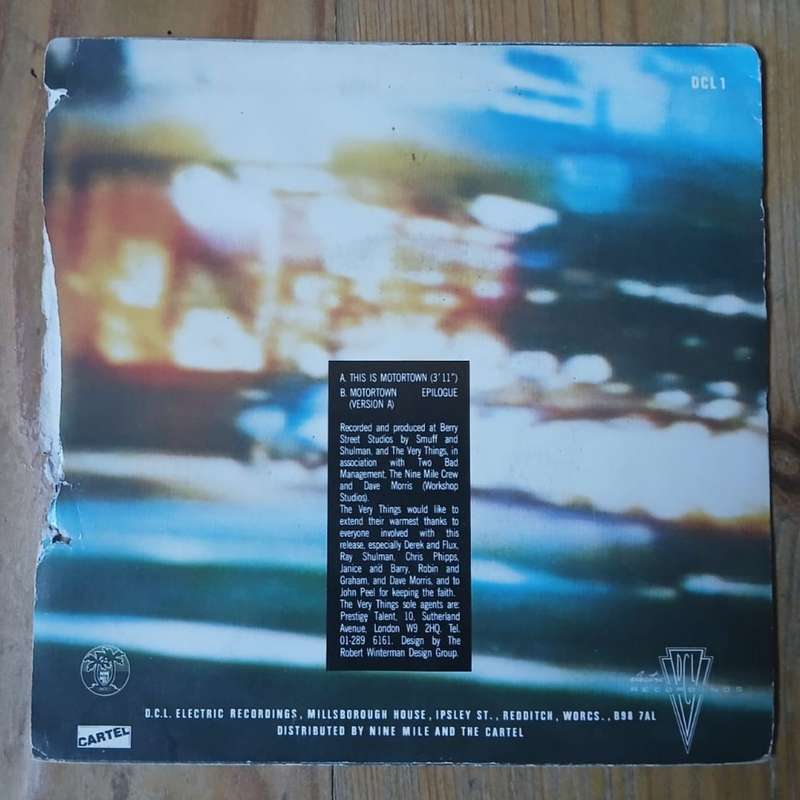 DCL 1
A. THIS IS MOTORTOWN (3'11")
B. MOTORTOWN EPILOGUE
(VERSION A)
Recorded and produced at Berry
Street Studios by Smuff and
Shulman, and The Very Things, in
association with Two Bad
Management, The Nine Mile Crew
and Dave Morris (Workshop
Studios).
The Very Things would like to
extend their warmest thanks to
everyone involved with this
release, especially Derek and Flux,
Ray Shulman, Chris Phipps,
Janice and Barry, Robin and
Graham, and Dave Morris, and to
John Peel for keeping the faith.
The Very Things sole agents are:
Prestige Talent, 10, Sutherland
Avenue, London W9 2HQ. Tel.
01-289 6161. Design by The
Robert Winterman Design Group.
NINE MILE
DCL
electric
RECORDINGS
D.C.L. ELECTRIC RECORDINGS, MILLSBOROUGH HOUSE, IPSLEY ST., REDDITCH, WORCS., B98 7AL
DISTRIBUTED BY NINE MILE AND THE CARTEL
CARTEL